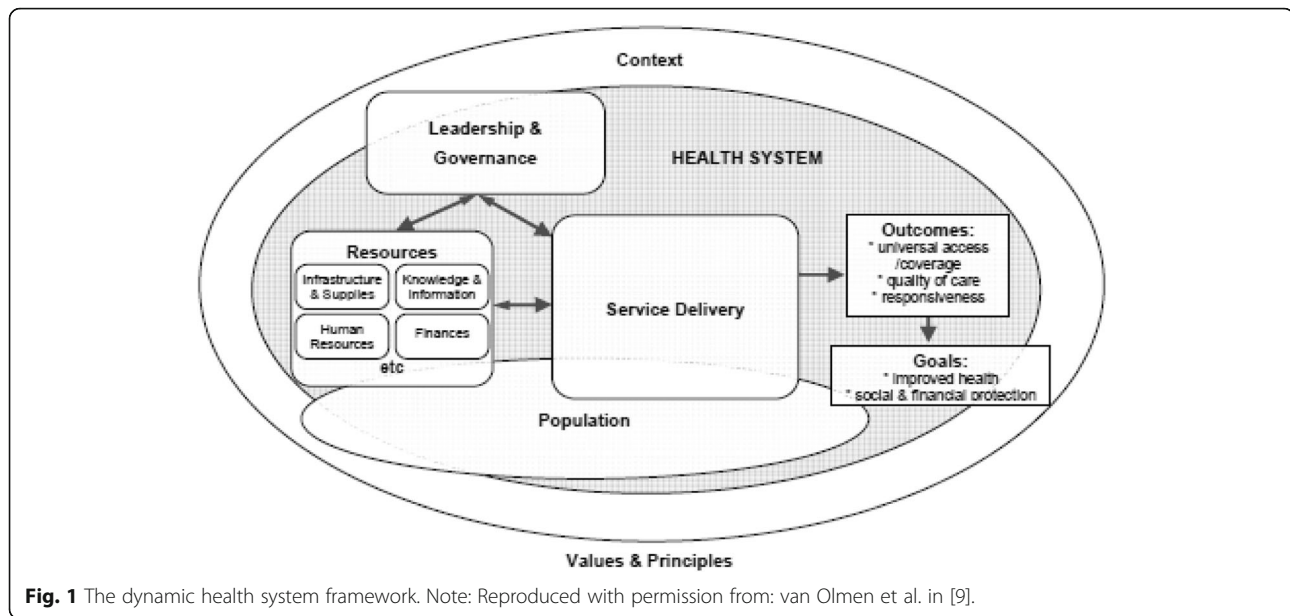 Context
Leadership &
Governance
HEALTH SYSTEM
Resources
Infrastructure
& Supplies
Knowledge &
Information
Human
Resources
Finances
etc
Service Delivery
Outcomes:
* universal access
/coverage
* quality of care
* responsiveness
Goals:
* improved health
* social & financial protection
Population
Values & Principles
Fig. 1 The dynamic health system framework. Note: Reproduced with permission from: van Olmen et al. in [9].